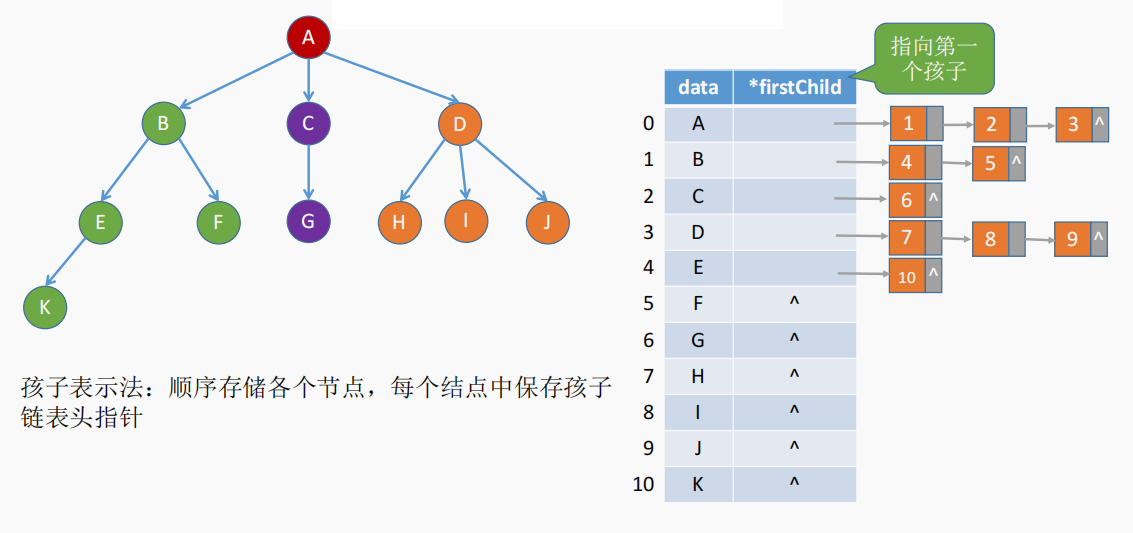 A
B
C
D
E
F
G
H
I
J
K
孩子表示法：顺序存储各个节点，每个结点中保存孩子
链表头指针
指向第一
个孩子
data *firstChild
0 A 1 2 3 ^
1 B 4 5 ^
2 C 6 ^
3 D 7 8 9 ^
4 E 10 ^
5 F ^
6 G ^
7 H ^
8 I ^
9 J ^
10 K ^